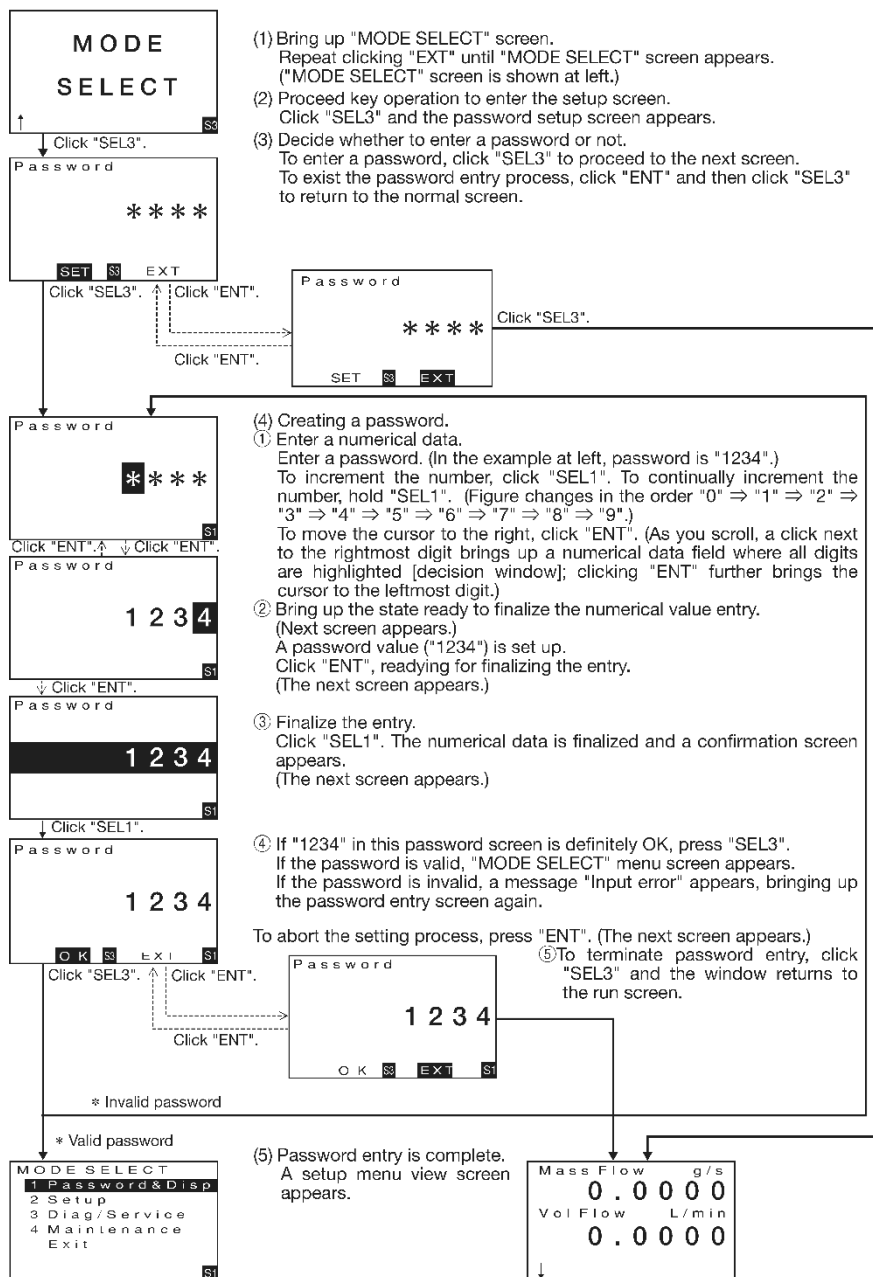 MODE
SELECT
↑
S3
(1) Bring up "MODE SELECT" screen.
Repeat clicking "EXT" until "MODE SELECT" screen appears.
("MODE SELECT" screen is shown at left.)
(2) Proceed key operation to enter the setup screen.
Click "SEL3" and the password setup screen appears.
(3) Decide whether to enter a password or not.
To enter a password, click "SEL3" to proceed to the next screen.
To exist the password entry process, click "ENT" and then click "SEL3"
to return to the normal screen.
Click "SEL3".
Password
****
SET S3 EXT
Click "SEL3". Click "ENT".
Click "ENT".
Password
****
SET S3 EXT
Click "SEL3".
Password
****
S1
Click "ENT". Click "ENT".
Password
1234
S1
Click "ENT".
Password
1234
S1
Click "SEL1".
(4) Creating a password.
① Enter a numerical data.
Enter a password. (In the example at left, password is "1234".)
To increment the number, click "SEL1". To continually increment the
number, hold "SEL1". (Figure changes in the order "0" ⇒ "1" ⇒ "2" ⇒
"3" ⇒ "4" ⇒ "5" ⇒ "6" ⇒ "7" ⇒ "8" ⇒ "9".)
To move the cursor to the right, click "ENT". (As you scroll, a click next
to the rightmost digit brings up a numerical data field where all digits
are highlighted [decision window]; clicking "ENT" further brings the
cursor to the leftmost digit.)
② Bring up the state ready to finalize the numerical value entry.
(Next screen appears.)
A password value ("1234") is set up.
Click "ENT", readying for finalizing the entry.
(The next screen appears.)
③ Finalize the entry.
Click "SEL1". The numerical data is finalized and a confirmation screen
appears.
(The next screen appears.)
Password
1234
OK S3 EXT S1
Click "SEL3". Click "ENT".
Click "ENT".
④ If "1234" in this password screen is definitely OK, press "SEL3".
If the password is valid, "MODE SELECT" menu screen appears.
If the password is invalid, a message "Input error" appears, bringing up
the password entry screen again.
To abort the setting process, press "ENT". (The next screen appears.)
Password
1234
OK S3 EXT S1
⑤To terminate password entry, click
"SEL3" and the window returns to
the run screen.
* Invalid password
* Valid password
MODE SELECT
1 Password&Disp
2 Setup
3 Diag/Service
4 Maintenance
Exit
S1
(5) Password entry is complete.
A setup menu view screen
appears.
Mass Flow g/s
0.0000
Vol Flow L/min
0.0000
↓